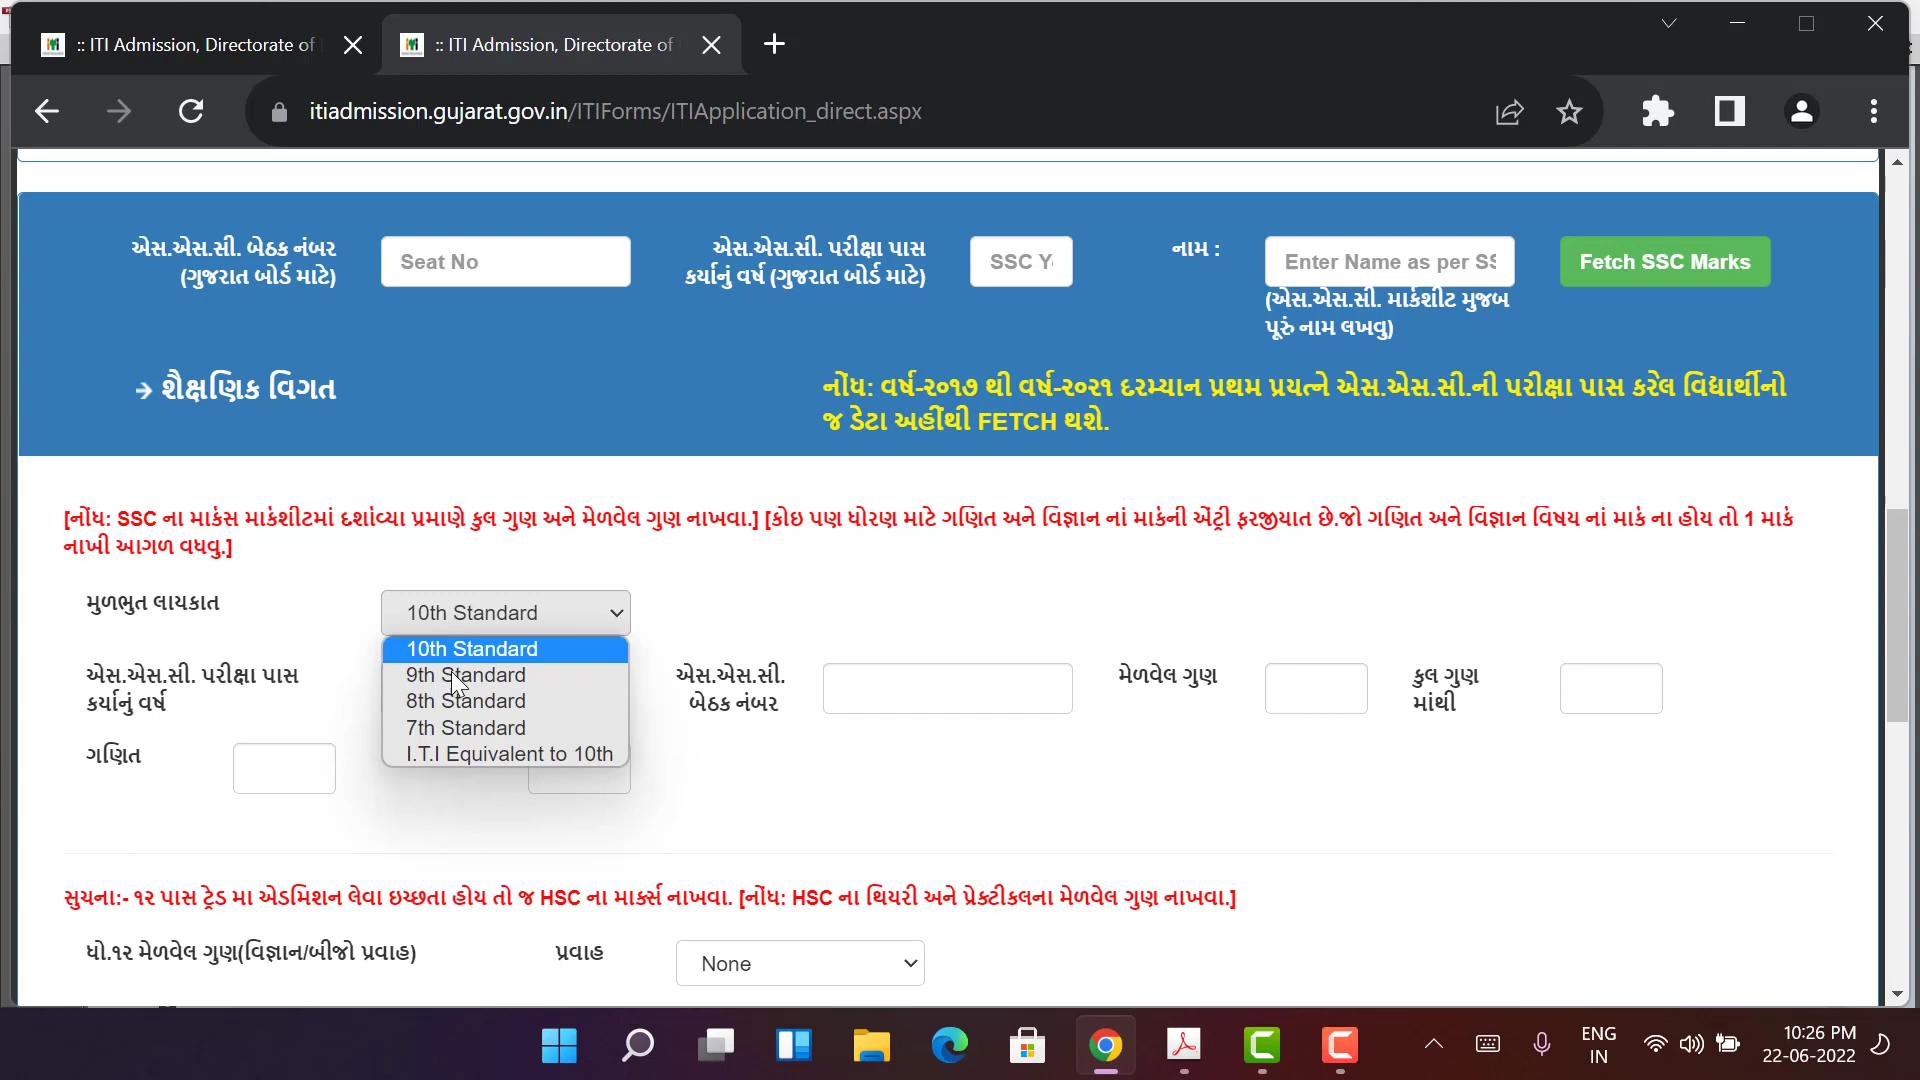 :: ITI Admission, Directorate of
:: ITI Admission, Directorate of
itiadmission.gujarat.gov.in/ITIForms/ITIApplication_direct.aspx
એસ.એસ.સી. બેઠક નંબર
(ગુજરાત બોર્ડ માટે)
Seat No
એસ.એસ.સી. પરીક્ષા પાસ
કર્યાનું વર્ષ (ગુજરાત બોર્ડ માટે)
SSC Y
નામ :
Enter Name as per SS
(એસ.એસ.સી. માર્કશીટ મુજબ
પૂરું નામ લખવુ)
Fetch SSC Marks
શૈક્ષણિક વિગત
નોંધ: વર્ષ-૨૦૧૭ થી વર્ષ-૨૦૨૧ દરમ્યાન પ્રથમ પ્રયત્ને એસ.એસ.સી.ની પરીક્ષા પાસ કરેલ વિદ્યાર્થીનો
જ ડેટા અહીંથી FETCH થશે.
[નોંધ: SSC ના માર્કસ માર્કશીટમાં દર્શાવ્યા પ્રમાણે કુલ ગુણ અને મેળવેલ ગુણ નાખવા.] [કોઇ પણ ધોરણ માટે ગણિત અને વિજ્ઞાન નાં માર્કની એંટ્રી ફરજીયાત છે.જો ગણિત અને વિજ્ઞાન વિષય નાં માર્ક ના હોય તો 1 માર્ક
નાખી આગળ વધવુ.]
મુળભુત લાયકાત
10th Standard
10th Standard
9th Standard
8th Standard
7th Standard
I.T.I Equivalent to 10th
એસ.એસ.સી. પરીક્ષા પાસ
કર્યાનું વર્ષ
એસ.એસ.સી.
બેઠક નંબર
મેળવેલ ગુણ
કુલ ગુણ
માંથી
ગણિત
સુચના:- ૧૨ પાસ ટ્રેડ મા એડમિશન લેવા ઇચ્છતા હોય તો જ HSC ના માર્ક્સ નાખવા. [નોંધ: HSC ના થિયરી અને પ્રેક્ટીકલના મેળવેલ ગુણ નાખવા.]
ધો.૧૨ મેળવેલ ગુણ(વિજ્ઞાન/બીજો પ્રવાહ)
પ્રવાહ
None
ENG
IN
10:26 PM
22-06-2022